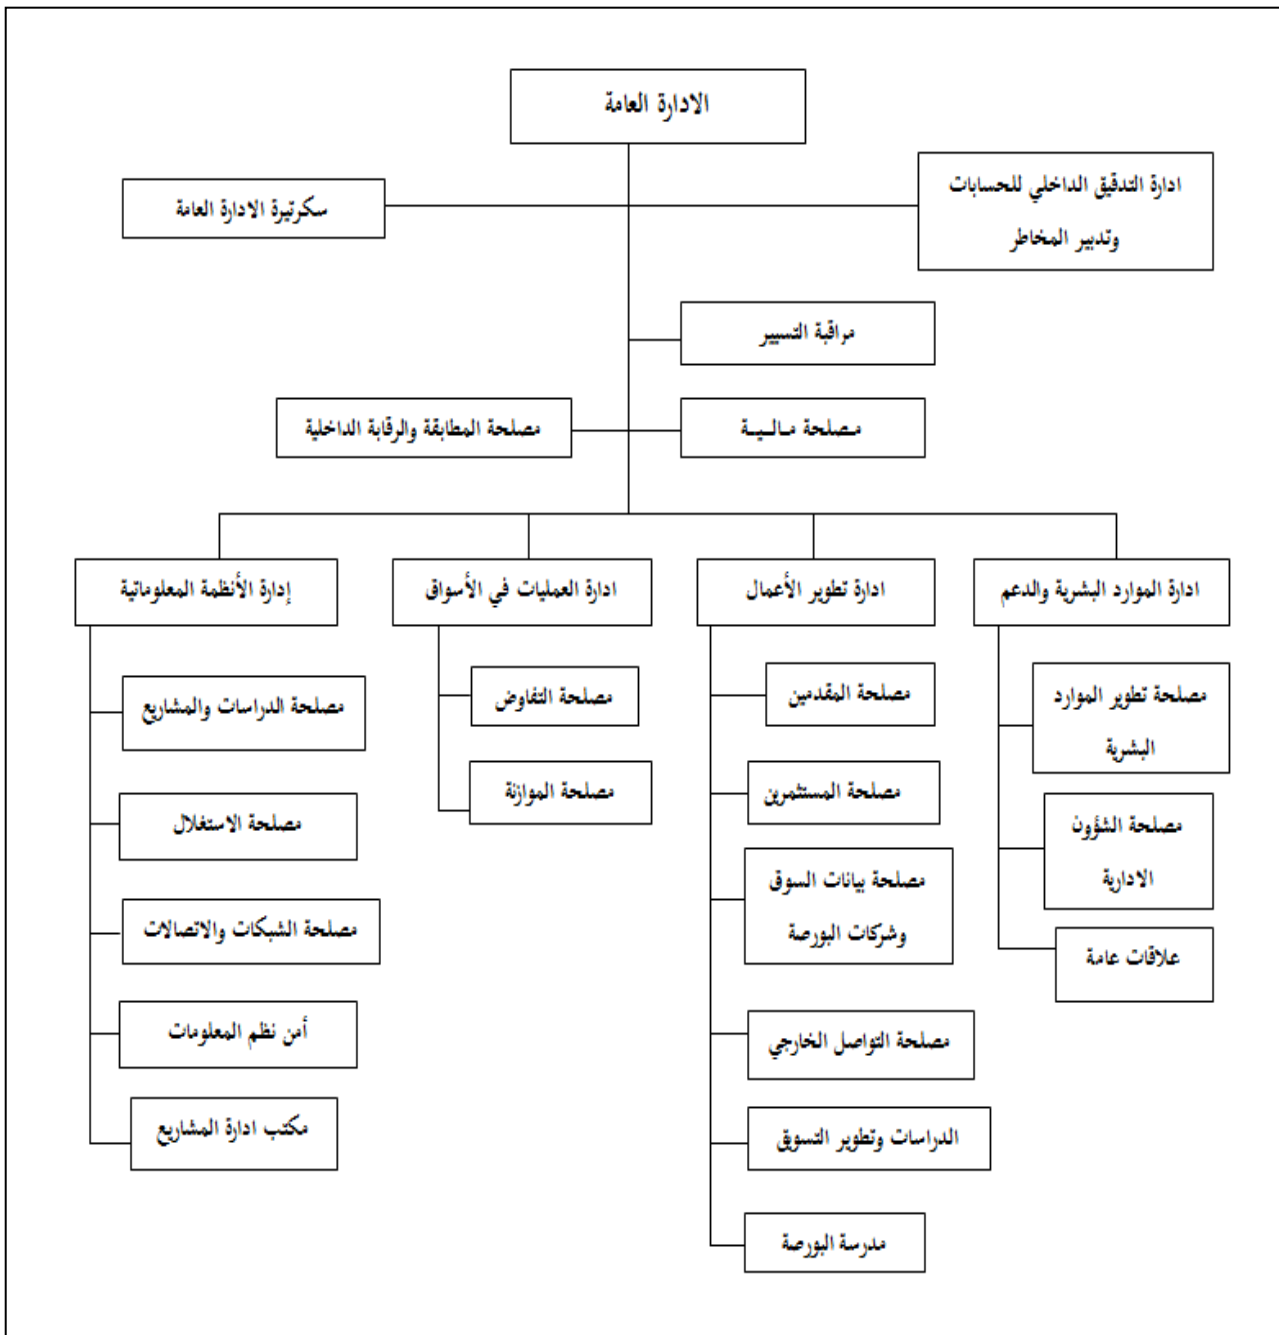 الادارة العامة
ادارة التدقيق الداخلي للحسابات
وتدبير المخاطر
سكرتيرة الادارة العامة
مراقبة التسيير
مـصلحة مـالـيـة
مصلحة المطابقة والرقابة الداخلية
ادارة الموارد البشرية والدعم
ادارة تطوير الأعمال
ادارة العمليات في الأسواق
إدارة الأنظمة المعلوماتية
مصلحة تطوير الموارد
البشرية
مصلحة الشؤون
الادارية
علاقات عامة
مصلحة المقدمين
مصلحة المستثمرين
مصلحة بيانات السوق
وشركات البورصة
مصلحة التواصل الخارجي
الدراسات وتطوير التسويق
مدرسة البورصة
مصلحة التفاوض
مصلحة الموازنة
مصلحة الدراسات والمشاريع
مصلحة الاستغلال
مصلحة الشبكات والاتصالات
أمن نظم المعلومات
مكتب ادارة المشاريع